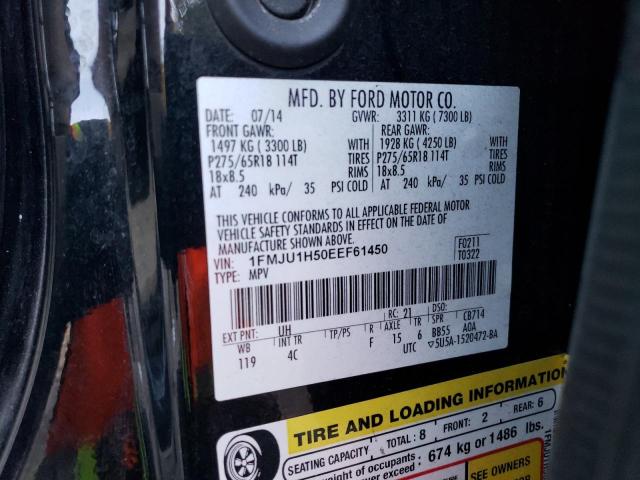 MFD. BY FORD MOTOR CO.
DATE: 07/14 GVWR: 3311 KG ( 7300 LB)
FRONT GAWR: REAR GAWR:
1497 KG ( 3300 LB) WITH 1928 KG ( 4250 LB) WITH
P275/65R18 114T TIRES P275/65R18 114T TIRES
18x8.5 RIMS 18x8.5 RIMS
AT 240 kPa/ 35 PSI COLD AT 240 kPa/ 35 PSI COLD
THIS VEHICLE CONFORMS TO ALL APPLICABLE FEDERAL MOTOR
VEHICLE SAFETY STANDARDS IN EFFECT ON THE DATE OF
MANUFACTURE SHOWN ABOVE.
VIN: 1FMJU1H50EEF61450 F0211
TYPE: MPV T0322
EXT PNT: UH RC: 21 DSO:
WB INT TR TP/PS R AXLE TR SPR CB714
119 4C F 15 6 BB55 AOA
UTC 5U5A-1520472-BA
TIRE AND LOADING INFORMATION
SEATING CAPACITY TOTAL: 8 FRONT: 2 REAR: 6
weight of occupants 674 kg or 1486 lbs.
exceed
SEE OWNERS